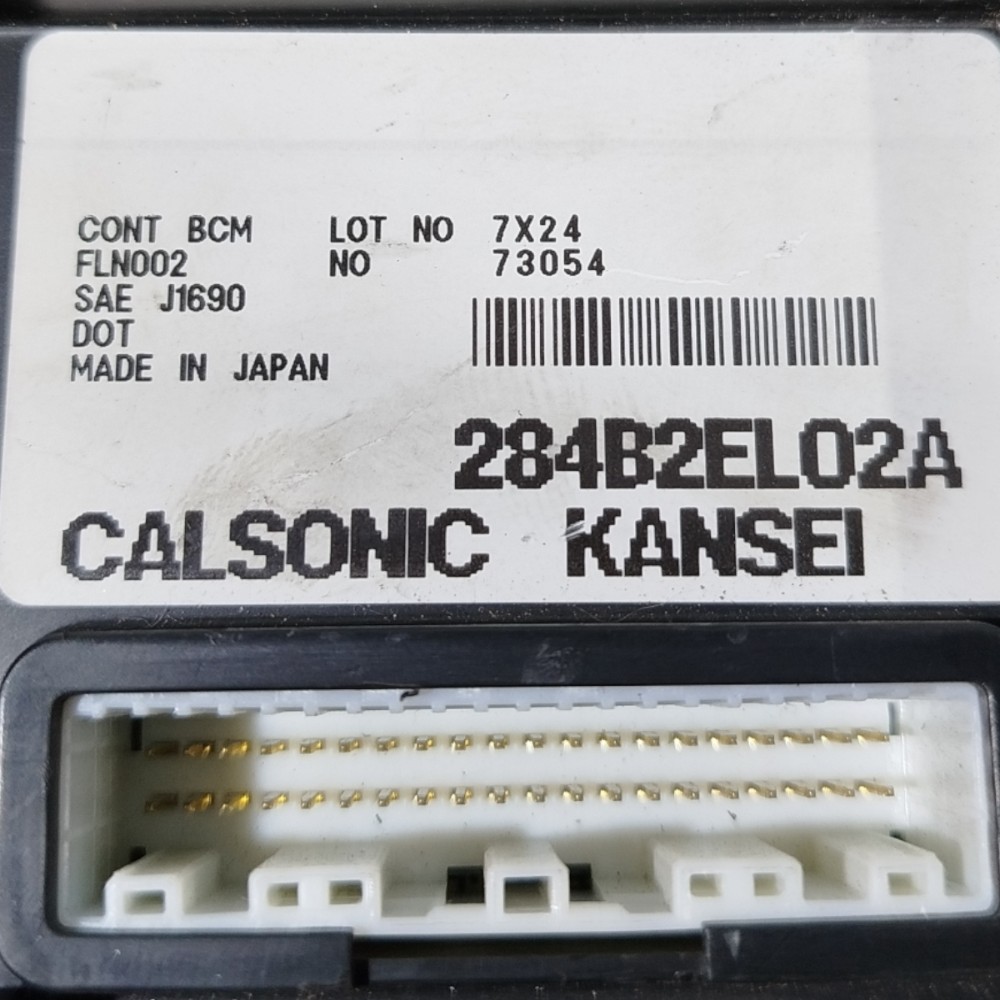 CONT BCM LOT NO 7X24
FLN002 NO 73054
SAE J1690
DOT
MADE IN JAPAN
284B2EL02A
CALSONIC KANSEI